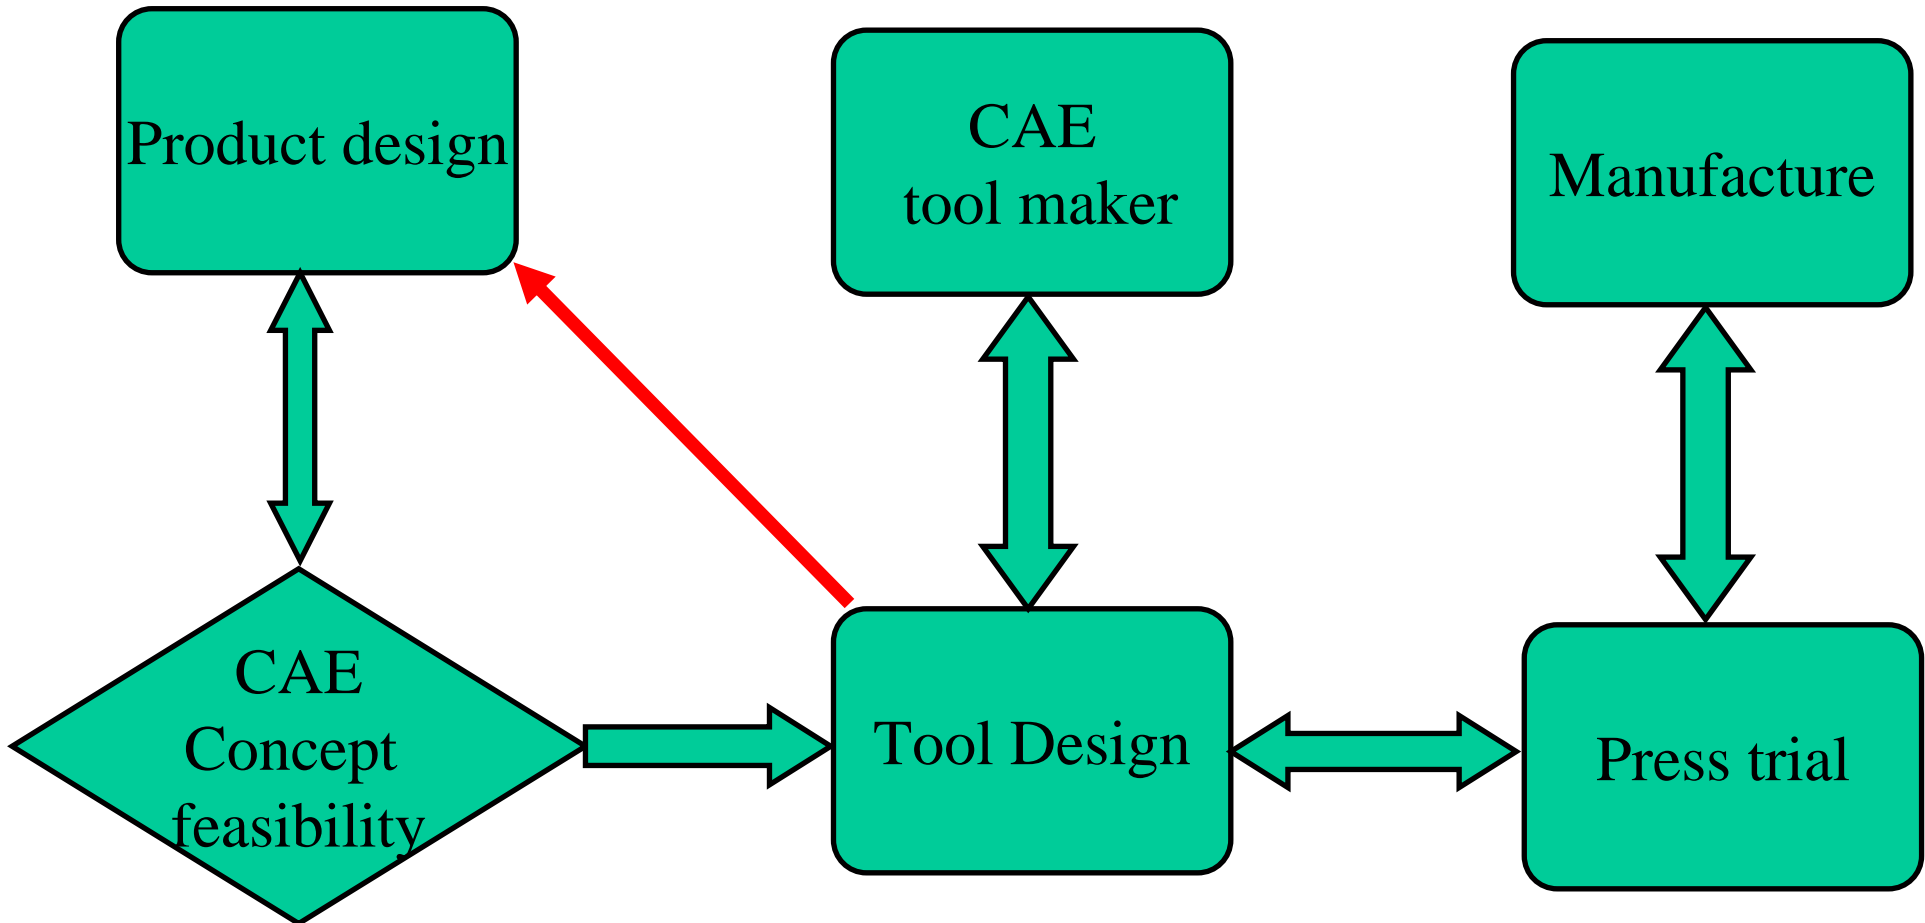 Product design
CAE
tool maker
Manufacture
CAE
Concept
feasibility
Tool Design
Press trial